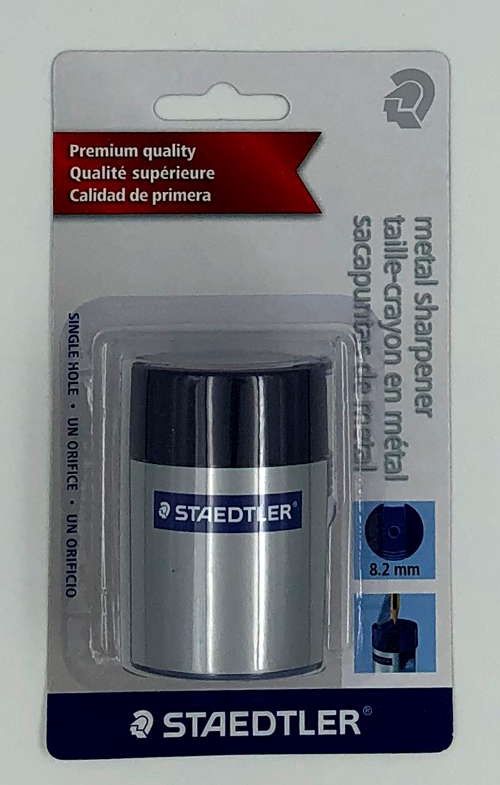 Premium quality
Qualité supérieure
Calidad de primera
metal sharpener
taille-crayon en métal
sacapuntas de metal
SINGLE HOLE • UN ORIFICE • UN ORIFICIO
STAEDTLER®
8.2 mm
STAEDTLER®